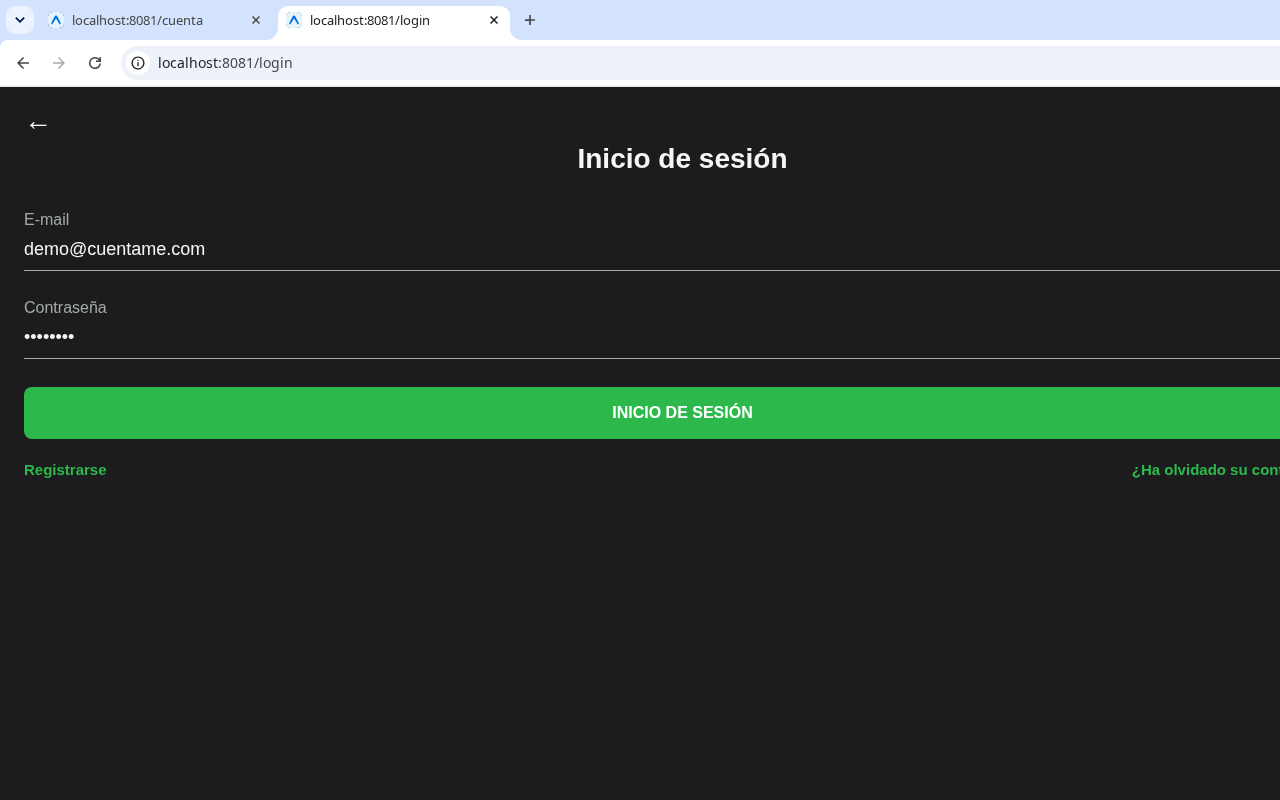 localhost:8081/cuenta
localhost:8081/login
localhost:8081/login
←
Inicio de sesión
E-mail
demo@cuentame.com
Contraseña
••••••••
INICIO DE SESIÓN
Registrarse
¿Ha olvidado su